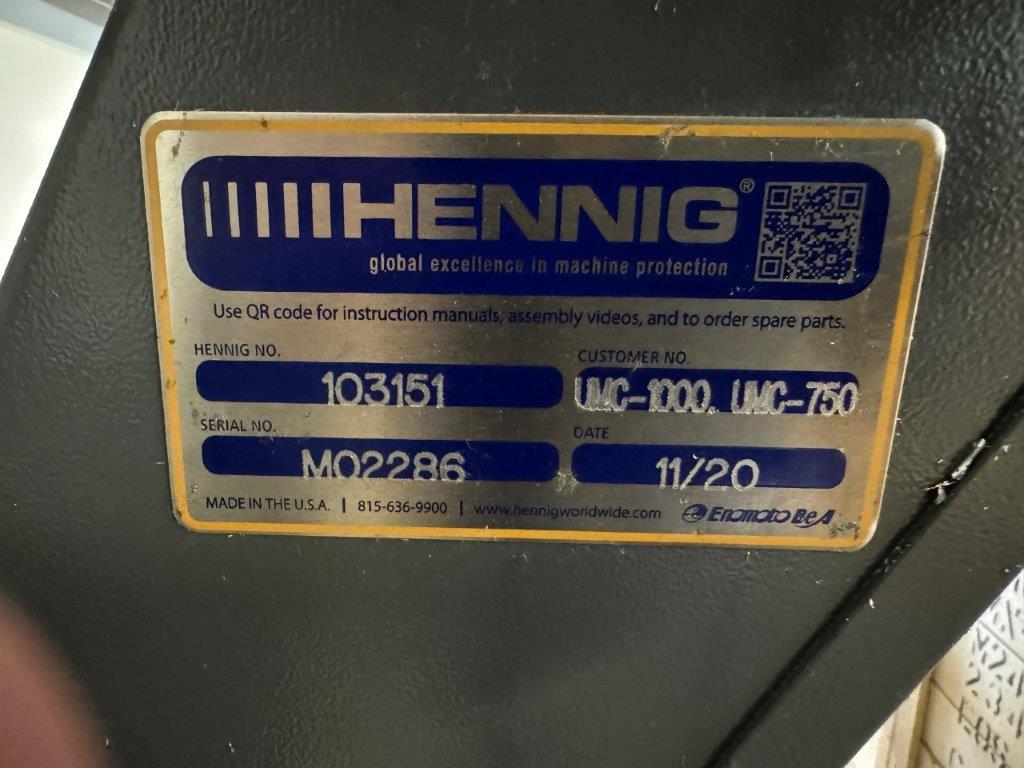 HENNIG®
global excellence in machine protection
Use QR code for instruction manuals, assembly videos, and to order spare parts.
HENNIG NO.
103151
CUSTOMER NO.
UMC-1000. UMC-750
SERIAL NO.
M02286
DATE
11/20
MADE IN THE U.S.A. | 815-636-9900 | www.hennigworldwide.com Enomoto BeA